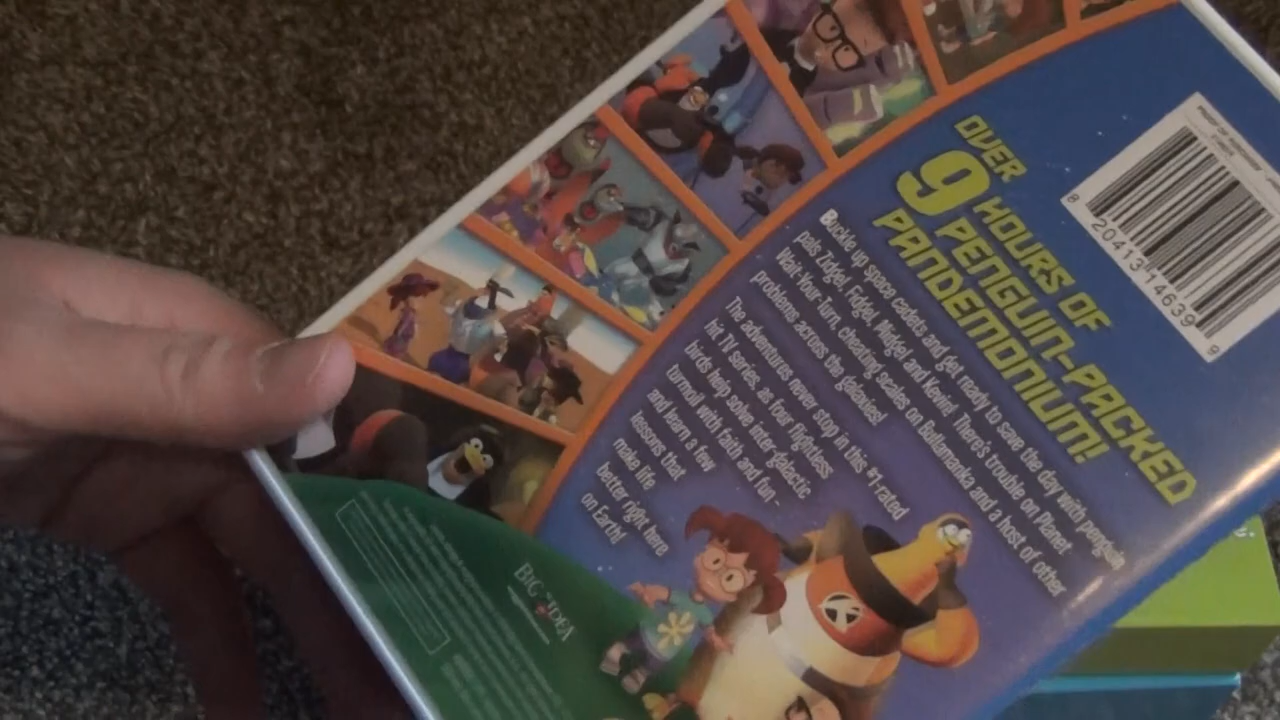 OVER
9 HOURS OF
PENGUIN-PACKED
PANDEMONIUM!
Buckle up space cadets and get ready to save the day with penguin
pals Zidgel, Fidgel, Midgel and Kevin! There's trouble on Planet
Wait-Your-Turn, cheating seales on Bullamanka and a host of other
problems across the galaxies!
The adventures never stop in this #1-rated
hit TV series, as four flightless
birds help solve inter-galactic
turmoil with faith and fun–
and learn a few
lessons that
make life
better right here
on Earth!
8 20413 14639 9
BIG IDEA